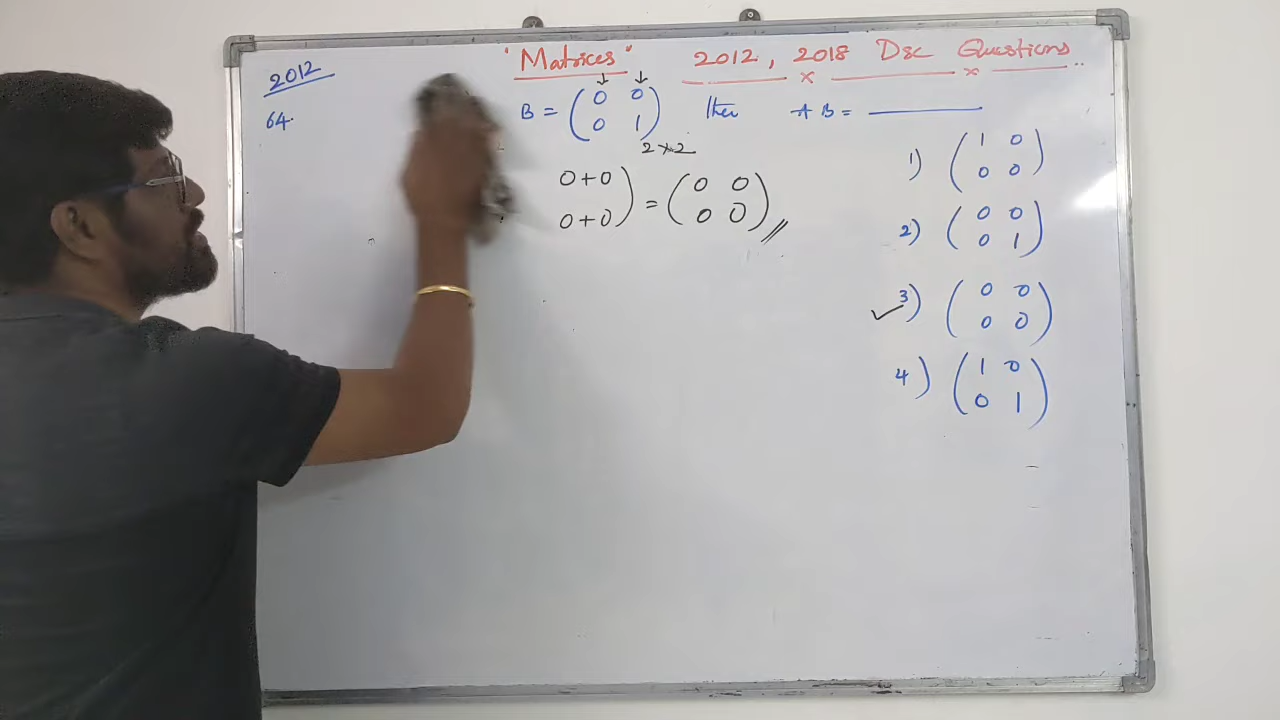 "Matrices" 2012, 2018 Dsc Questions
2012
64. B = (0 0 then AB = ______
0 1)
2×2
0+0
0+0) = (0 0
0 0)
1) (1 0
0 0)
2) (0 0
0 1)
✓ 3) (0 0
0 0)
4) (1 0
0 1)